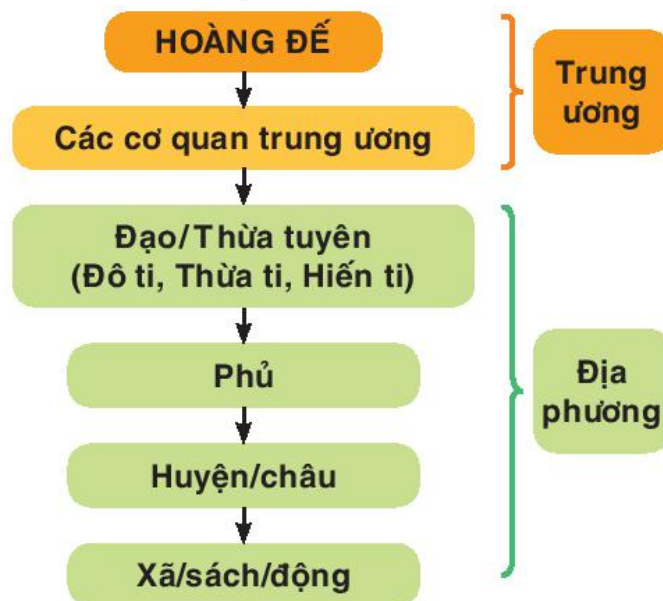 HOÀNG ĐẾ
Các cơ quan trung ương
Trung
ương
Đạo/Thừa tuyên
(Đô ti, Thừa ti, Hiến ti)
Phủ
Huyện/châu
Xã/sách/động
Địa
phương